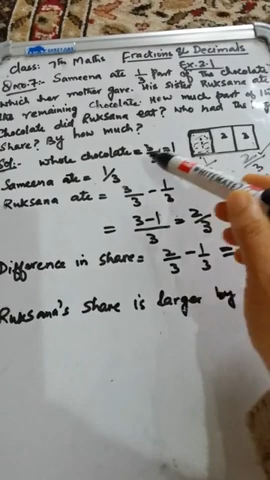 Class: 7th Maths Fractions & Decimals
Ex.2.1
Q No.7:- Sameena ate 1/3 part of the chocolate
which her mother gave. His Sister Ruksana ate
the remaining chocolate. How much part of
Chocolate did Ruksana eat? Who had the
Share? By how much?
Sol:- Whole chocolate = 3/3 = 1
Sameena ate = 1/3
Ruksana ate = 3/3 - 1/3
= 3-1/3 = 2/3
Difference in share = 2/3 - 1/3 =
Ruksana's share is larger by